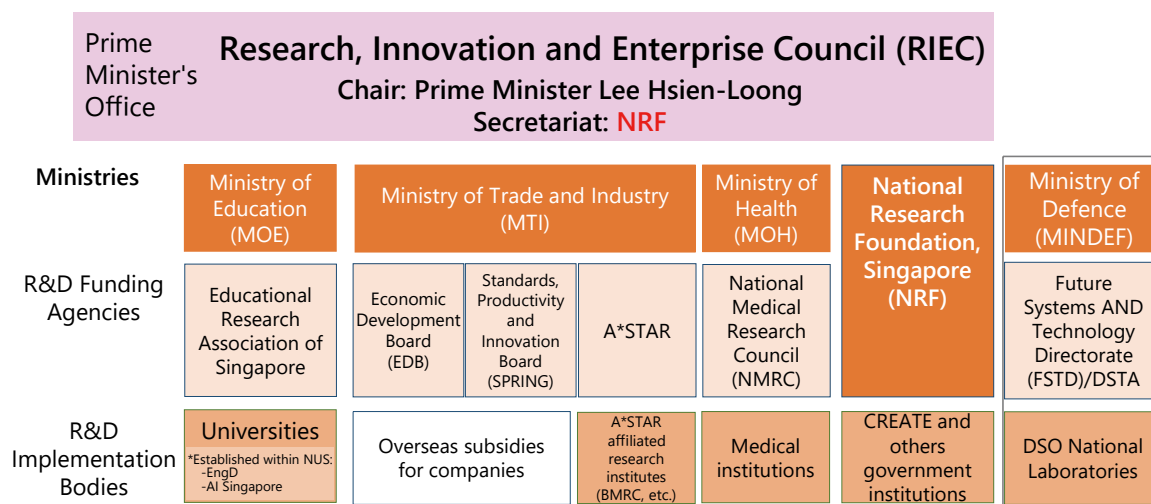 Prime
Minister's
Office
Research, Innovation and Enterprise Council (RIEC)
Chair: Prime Minister Lee Hsien-Loong
Secretariat: NRF
Ministries
Ministry of
Education
(MOE)
Ministry of Trade and Industry
(MTI)
Ministry of
Health
(MOH)
National
Research
Foundation,
Singapore
(NRF)
Ministry of
Defence
(MINDEF)
R&D Funding
Agencies
Educational
Research
Association of
Singapore
Economic
Development
Board
(EDB)
Standards,
Productivity
and
Innovation
Board
(SPRING)
A*STAR
National
Medical
Research
Council
(NMRC)
Future
Systems AND
Technology
Directorate
(FSTD)/DSTA
R&D
Implementation
Bodies
Universities
*Established within NUS:
-EngD
-AI Singapore
Overseas subsidies
for companies
A*STAR
affiliated
research
institutes
(BMRC, etc.)
Medical
institutions
CREATE and
others
government
institutions
DSO National
Laboratories